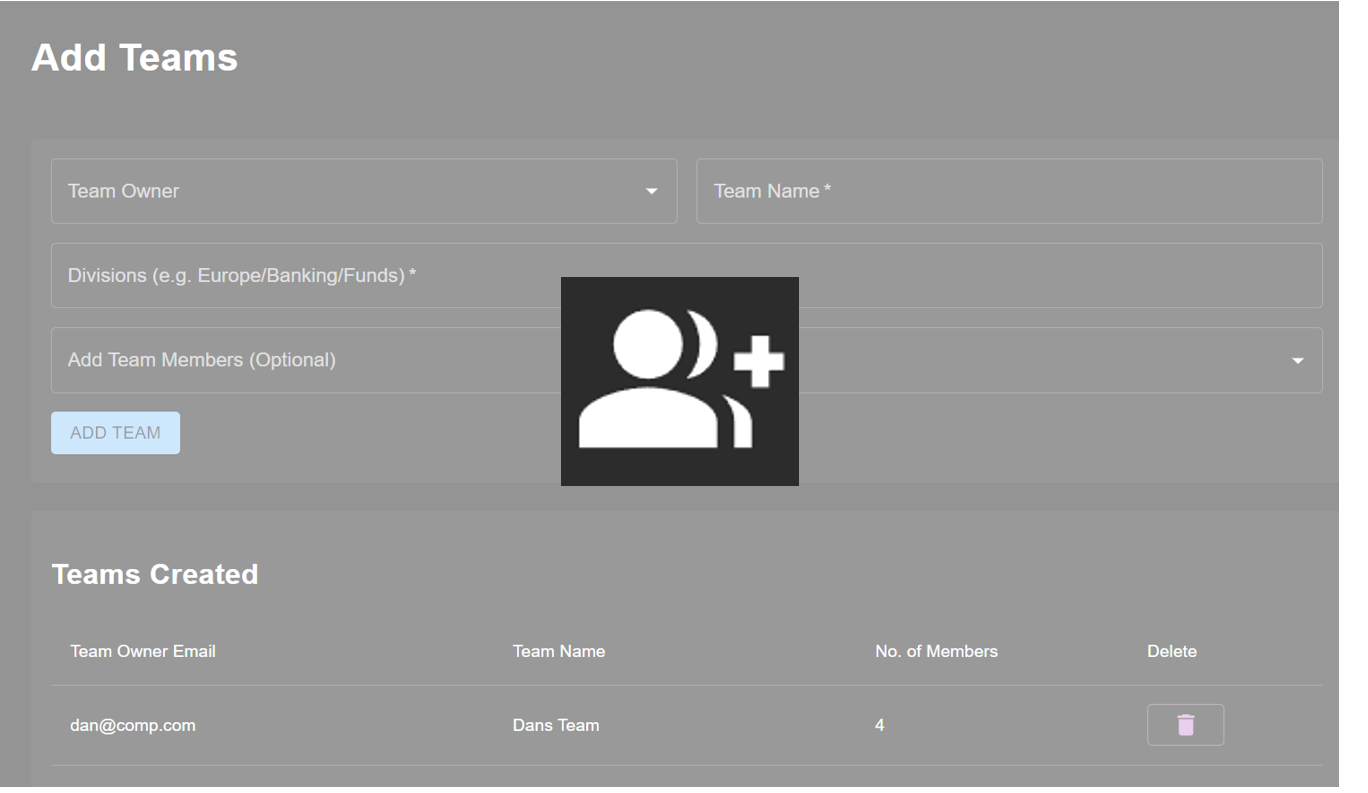 Add Teams
Team Owner
Team Name *
Divisions (e.g. Europe/Banking/Funds) *
Add Team Members (Optional)
ADD TEAM
Teams Created
Team Owner Email Team Name No. of Members Delete
dan@comp.com Dans Team 4